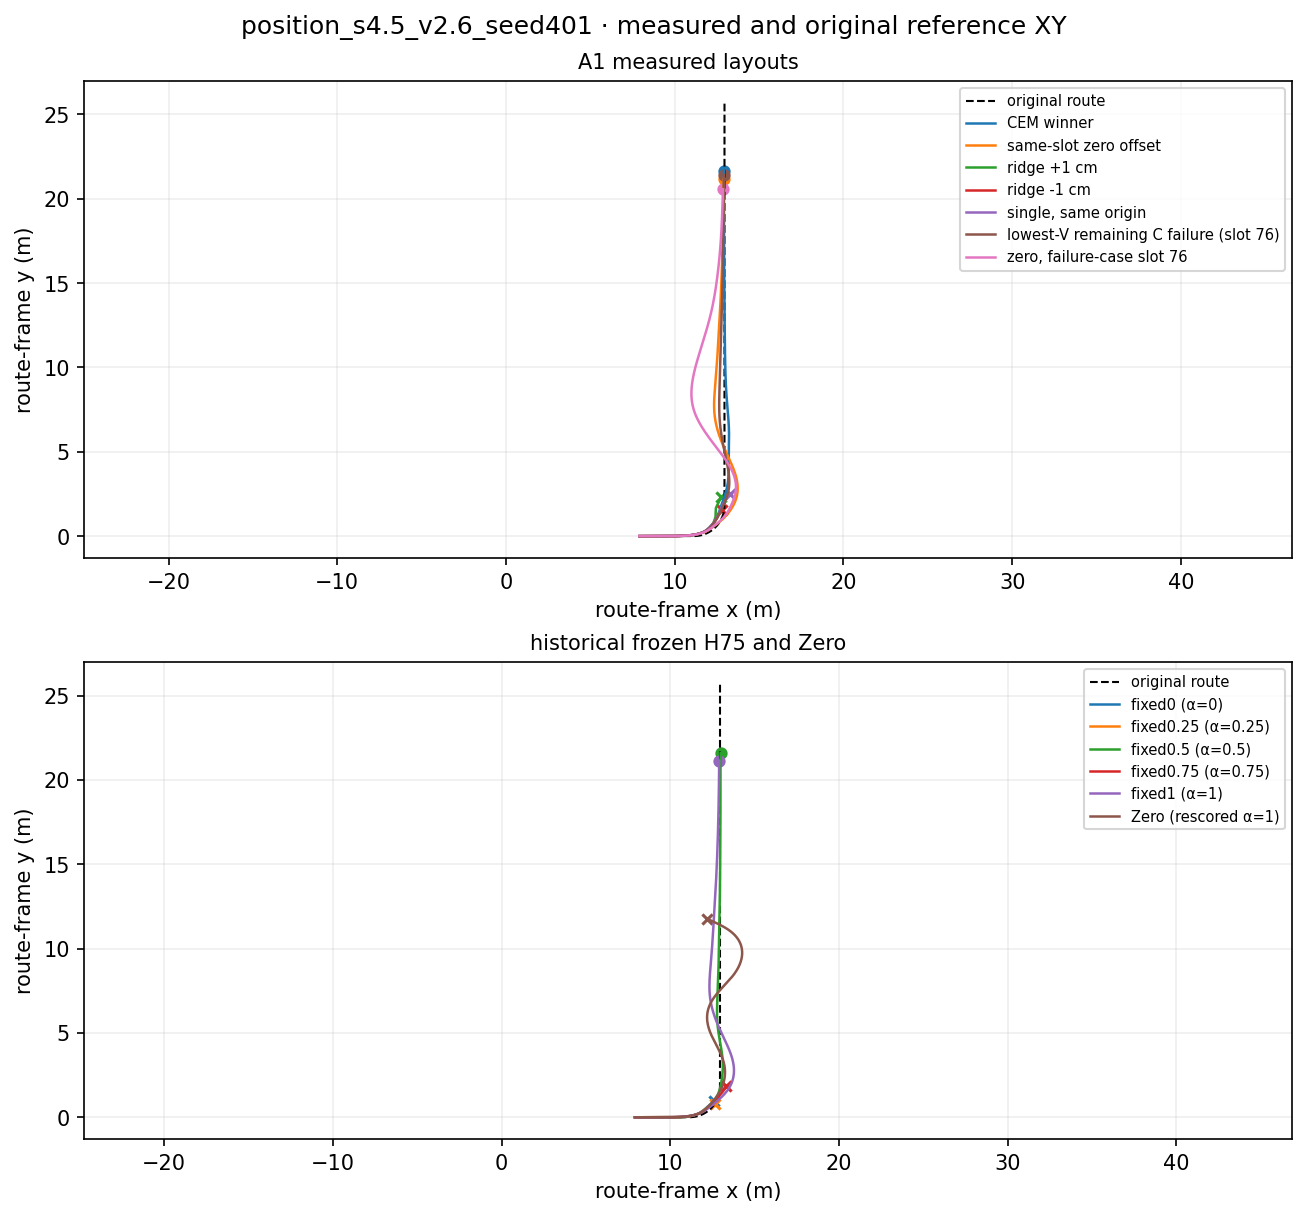 position_s4.5_v2.6_seed401 · measured and original reference XY
A1 measured layouts
25
20
15
10
5
0
route-frame y (m)
original route
CEM winner
same-slot zero offset
ridge +1 cm
ridge -1 cm
single, same origin
lowest-V remaining C failure (slot 76)
zero, failure-case slot 76
−20
−10
0
10
20
30
40
route-frame x (m)
historical frozen H75 and Zero
25
20
15
10
5
0
route-frame y (m)
original route
fixed0 (α=0)
fixed0.25 (α=0.25)
fixed0.5 (α=0.5)
fixed0.75 (α=0.75)
fixed1 (α=1)
Zero (rescored α=1)
−20
−10
0
10
20
30
40
route-frame x (m)